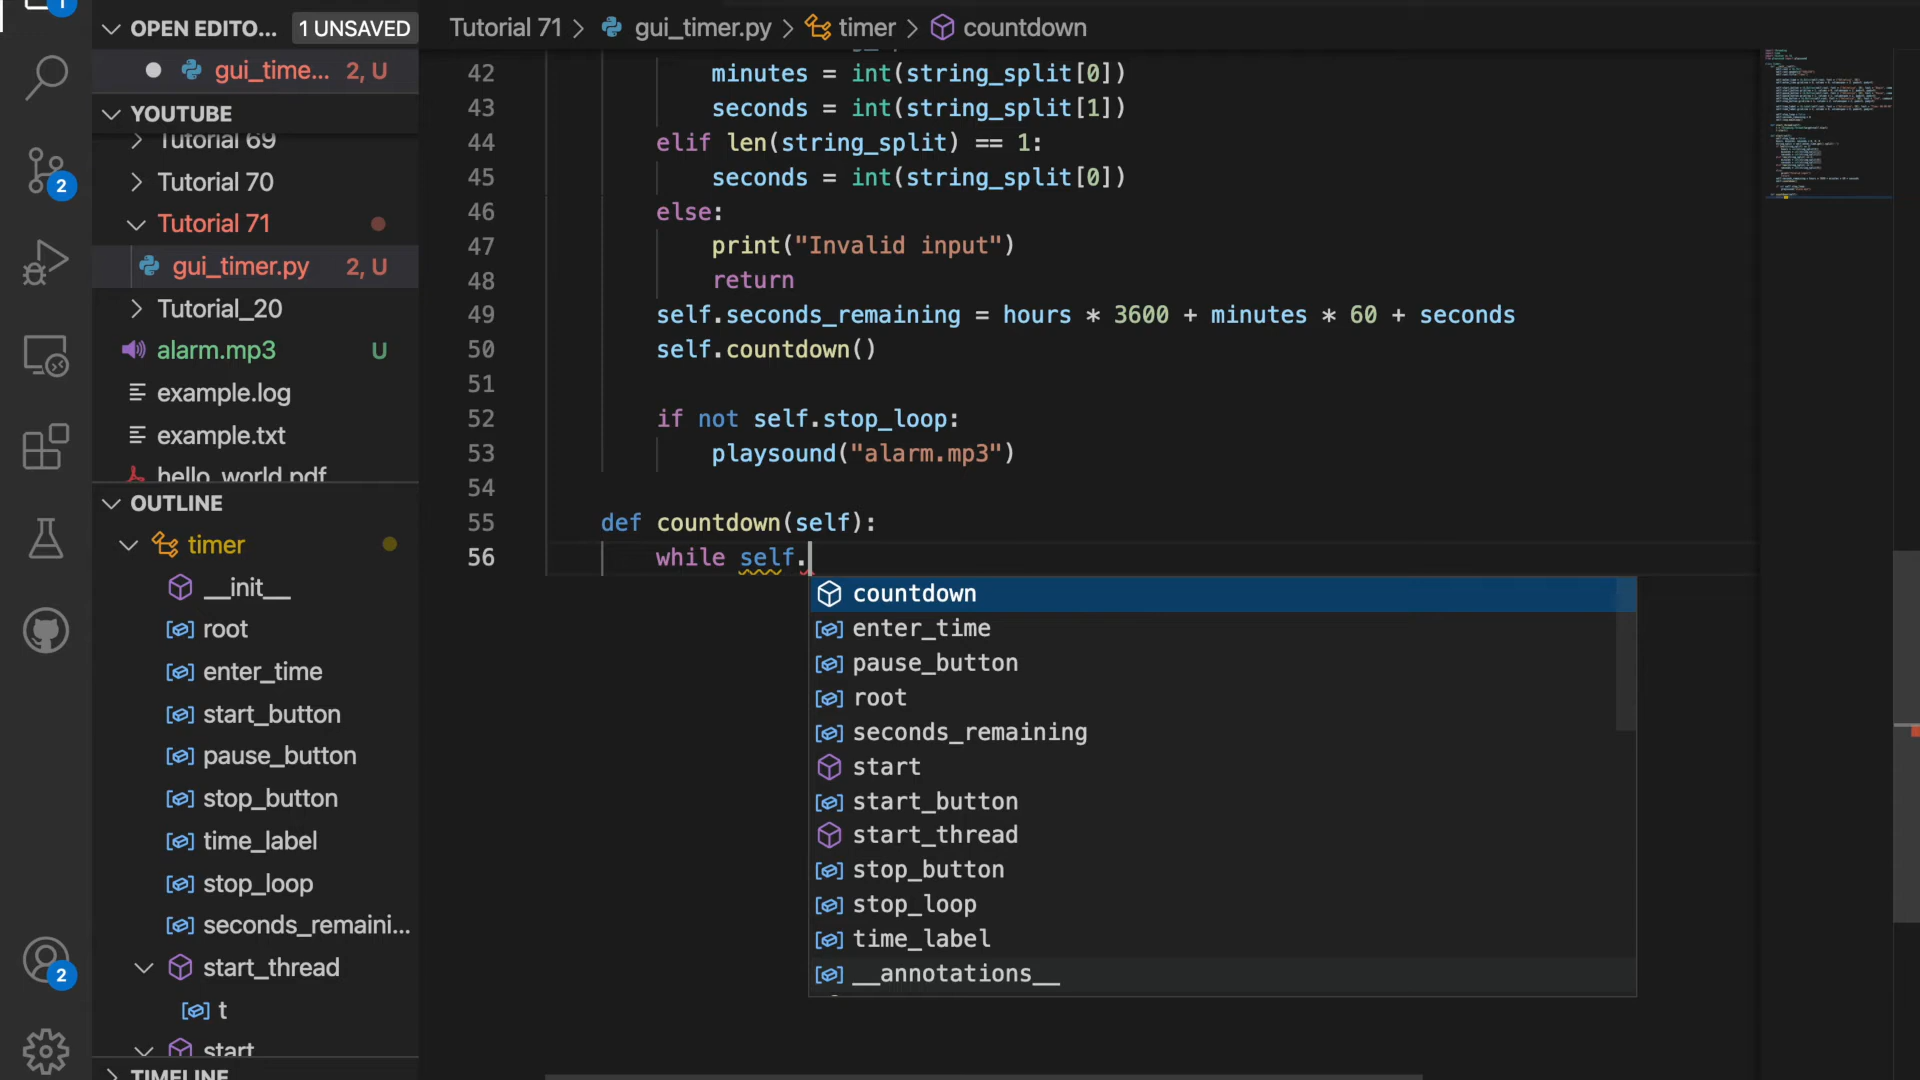 1
OPEN EDITO...
1 UNSAVED
gui_time...
2, U
YOUTUBE
Tutorial 69
Tutorial 70
Tutorial 71
gui_timer.py
2, U
Tutorial_20
alarm.mp3
U
example.log
example.txt
hello_world.pdf
OUTLINE
timer
__init__
root
enter_time
start_button
pause_button
stop_button
time_label
stop_loop
seconds_remaini...
start_thread
t
start
TIMELINE
2
2
Tutorial 71 > gui_timer.py > timer > countdown
42 minutes = int(string_split[0])
43 seconds = int(string_split[1])
44 elif len(string_split) == 1:
45 seconds = int(string_split[0])
46 else:
47 print("Invalid input")
48 return
49 self.seconds_remaining = hours * 3600 + minutes * 60 + seconds
50 self.countdown()
51
52 if not self.stop_loop:
53 playsound("alarm.mp3")
54
55 def countdown(self):
56 while self.
countdown
enter_time
pause_button
root
seconds_remaining
start
start_button
start_thread
stop_button
stop_loop
time_label
__annotations__